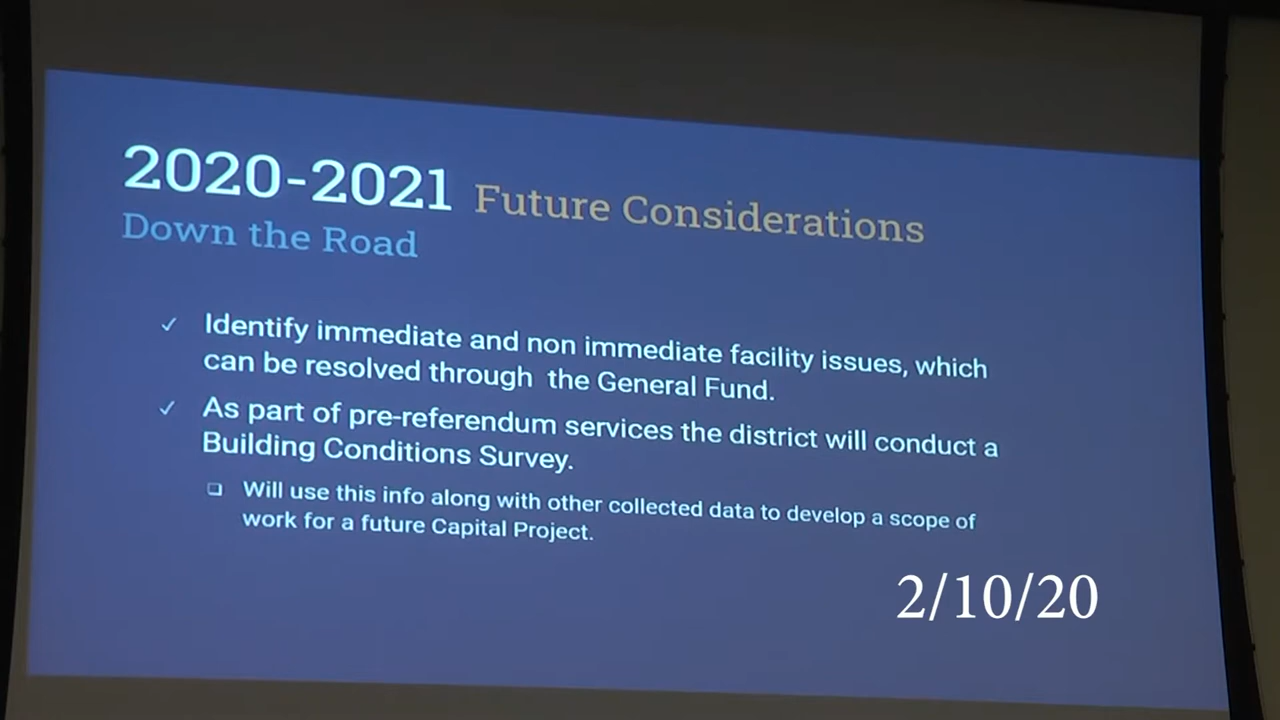 2020-2021 Future Considerations
Down the Road
✓ Identify immediate and non immediate facility issues, which
can be resolved through the General Fund.
✓ As part of pre-referendum services the district will conduct a
Building Conditions Survey.
❑ Will use this info along with other collected data to develop a scope of
work for a future Capital Project.
2/10/20